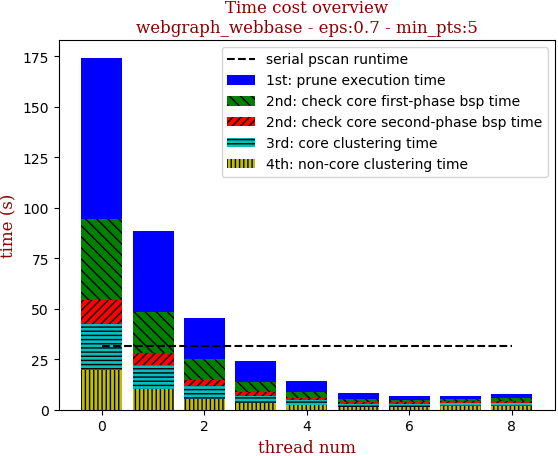 Time cost overview
webgraph_webbase - eps:0.7 - min_pts:5
serial pscan runtime
1st: prune execution time
2nd: check core first-phase bsp time
2nd: check core second-phase bsp time
3rd: core clustering time
4th: non-core clustering time
time (s)
175
150
125
100
75
50
25
0
0 2 4 6 8
thread num